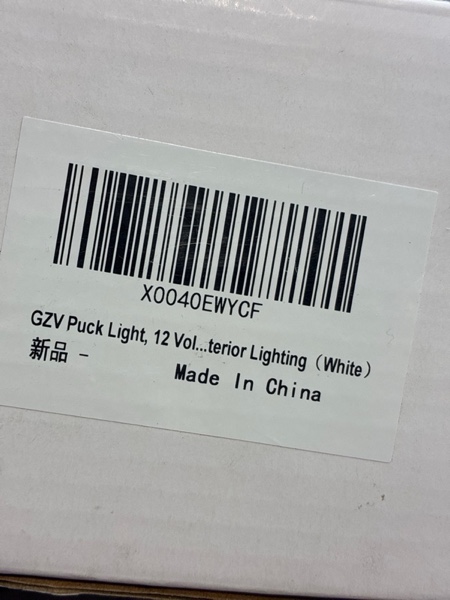 X0040EWYCF
GZV Puck Light, 12 Vol...terior Lighting（White）
新品 -
Made In China